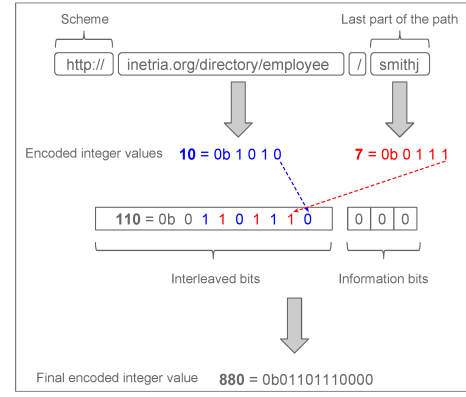 Scheme Last part of the path
http:// inetria.org/directory/employee / smithj
Encoded integer values 10 = 0b 1 0 1 0 7 = 0b 0 1 1 1
110 = 0b 0 1 1 0 1 1 1 0 0 0 0
Interleaved bits Information bits
Final encoded integer value 880 = 0b01101110000